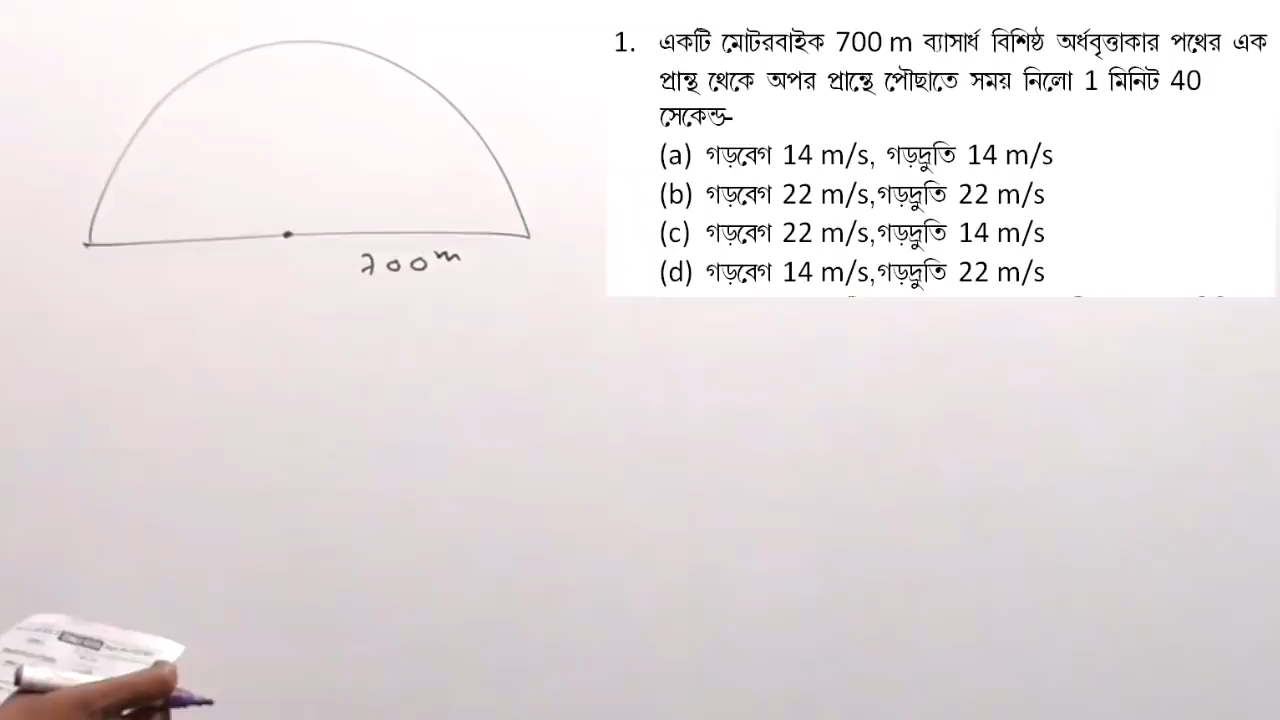 1. একটি মোটরবাইক 700 m ব্যাসার্ধ বিশিষ্ঠ অর্ধবৃত্তাকার পথের এক
প্রান্থ থেকে অপর প্রান্থে পৌছাতে সময় নিলো 1 মিনিট 40
সেকেন্ড-
(a) গড়বেগ 14 m/s, গড়দ্রুতি 14 m/s
(b) গড়বেগ 22 m/s,গড়দ্রুতি 22 m/s
(c) গড়বেগ 22 m/s,গড়দ্রুতি 14 m/s
(d) গড়বেগ 14 m/s,গড়দ্রুতি 22 m/s
700 m